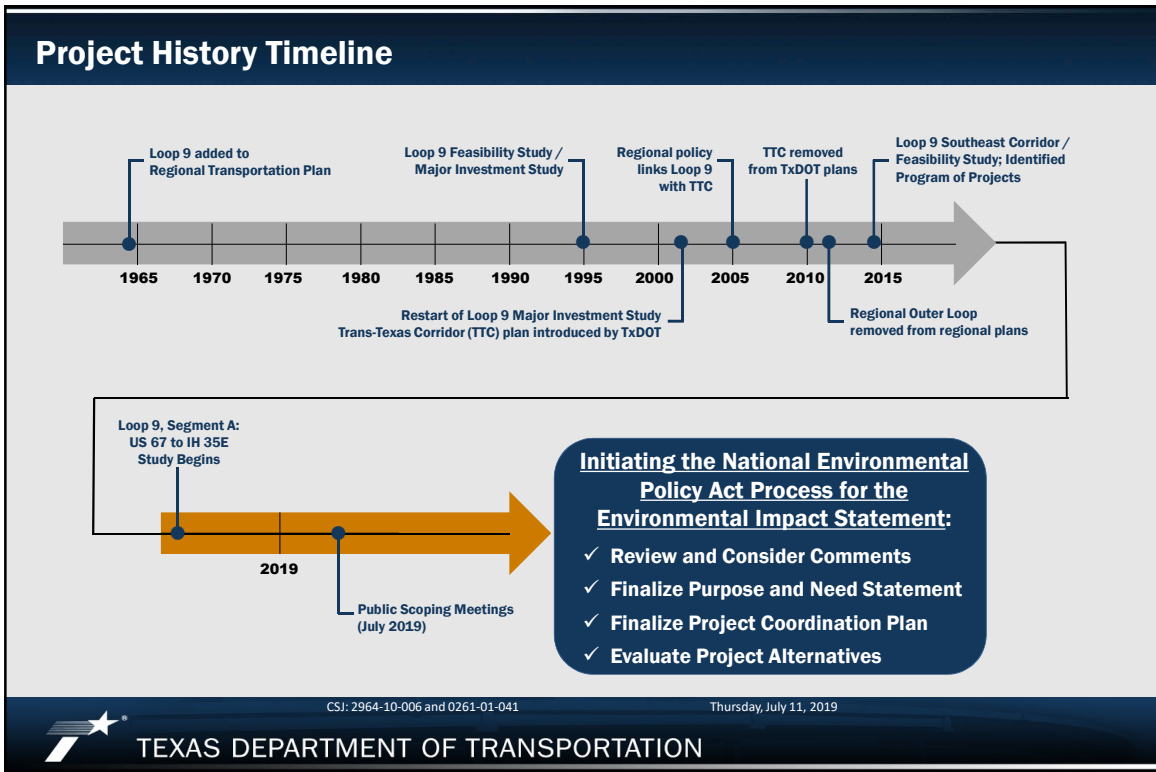 Project History Timeline
Loop 9 added to
Regional Transportation Plan
Loop 9 Feasibility Study /
Major Investment Study
Regional policy
links Loop 9
with TTC
TTC removed
from TxDOT plans
Loop 9 Southeast Corridor /
Feasibility Study; Identified
Program of Projects
1965 1970 1975 1980 1985 1990 1995 2000 2005 2010 2015
Restart of Loop 9 Major Investment Study
Trans-Texas Corridor (TTC) plan introduced by TxDOT
Regional Outer Loop
removed from regional plans
Loop 9, Segment A:
US 67 to IH 35E
Study Begins
2019
Public Scoping Meetings
(July 2019)
Initiating the National Environmental
Policy Act Process for the
Environmental Impact Statement:
✓ Review and Consider Comments
✓ Finalize Purpose and Need Statement
✓ Finalize Project Coordination Plan
✓ Evaluate Project Alternatives
CSJ: 2964-10-006 and 0261-01-041
Thursday, July 11, 2019
®
TEXAS DEPARTMENT OF TRANSPORTATION